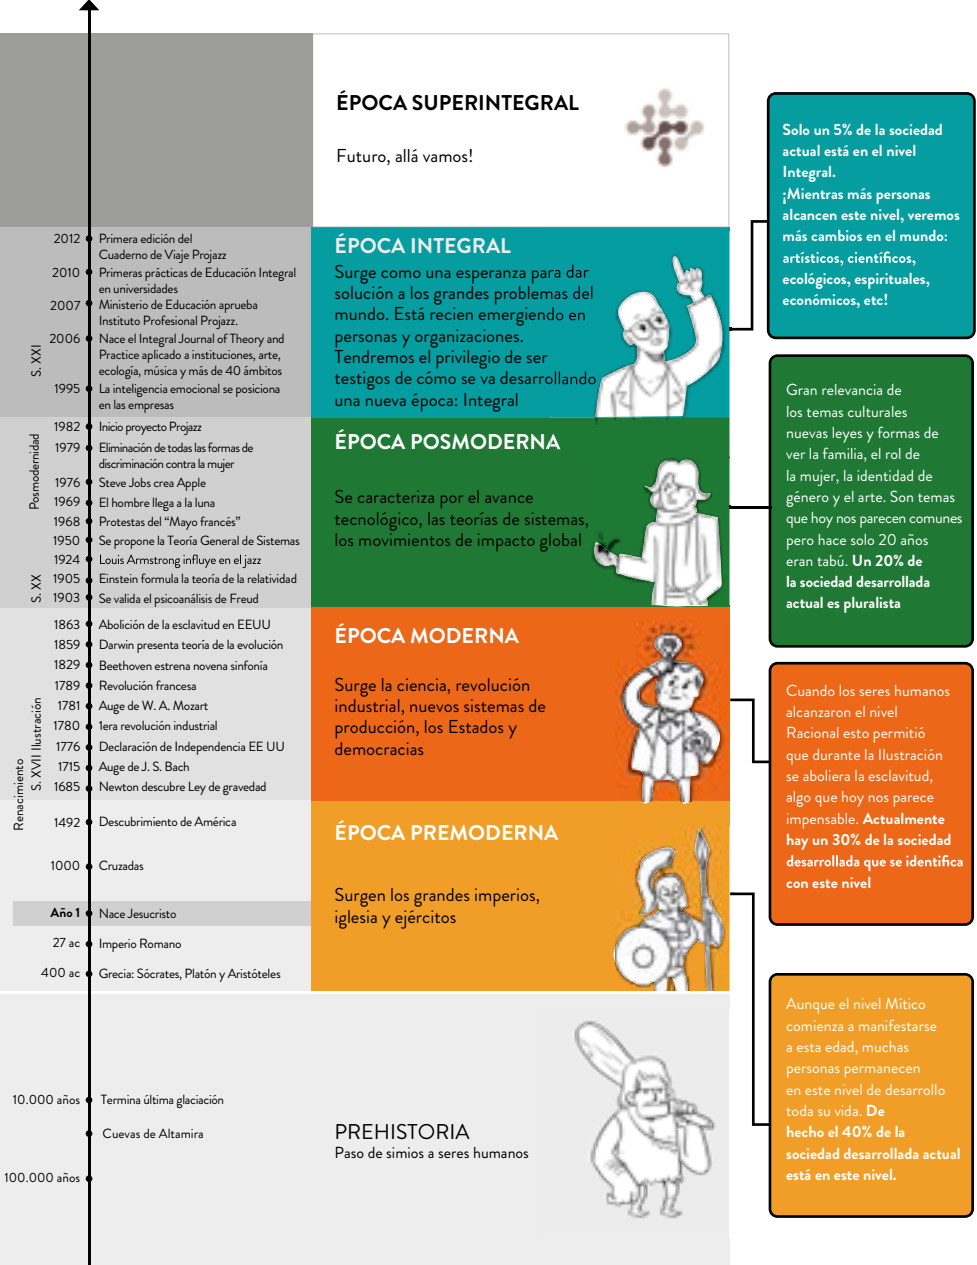 ÉPOCA SUPERINTEGRAL
Futuro, allá vamos!
Solo un 5% de la sociedad
actual está en el nivel
Integral.
¡Mientras más personas
alcancen este nivel, veremos
más cambios en el mundo:
artísticos, científicos,
ecológicos, espirituales,
económicos, etc!
S. XXI
2012 Primera edición del
Cuaderno de Viaje Projazz
2010 Primeras prácticas de Educación Integral
en universidades
2007 Ministerio de Educación aprueba
Instituto Profesional Projazz.
2006 Nace el Integral Journal of Theory and
Practice aplicado a instituciones, arte,
ecología, música y más de 40 ámbitos
1995 La inteligencia emocional se posiciona
en las empresas
ÉPOCA INTEGRAL
Surge como una esperanza para dar
solución a los grandes problemas del
mundo. Está recien emergiendo en
personas y organizaciones.
Tendremos el privilegio de ser
testigos de cómo se va desarrollando
una nueva época: Integral
Posmodernidad
S. XX
1982 Inicio proyecto Projazz
1979 Eliminación de todas las formas de
discriminación contra la mujer
1976 Steve Jobs crea Apple
1969 El hombre llega a la luna
1968 Protestas del “Mayo francés”
1950 Se propone la Teoría General de Sistemas
1924 Louis Armstrong influye en el jazz
1905 Einstein formula la teoría de la relatividad
1903 Se valida el psicoanálisis de Freud
ÉPOCA POSMODERNA
Se caracteriza por el avance
tecnológico, las teorías de sistemas,
los movimientos de impacto global
Gran relevancia de
los temas culturales
nuevas leyes y formas de
ver la familia, el rol de
la mujer, la identidad de
género y el arte. Son temas
que hoy nos parecen comunes
pero hace solo 20 años
eran tabú. Un 20% de
la sociedad desarrollada
actual es pluralista
Renacimiento
S. XVII Ilustración
1863 Abolición de la esclavitud en EEUU
1859 Darwin presenta teoría de la evolución
1829 Beethoven estrena novena sinfonía
1789 Revolución francesa
1781 Auge de W. A. Mozart
1780 1era revolución industrial
1776 Declaración de Independencia EE UU
1715 Auge de J. S. Bach
1685 Newton descubre Ley de gravedad
ÉPOCA MODERNA
Surge la ciencia, revolución
industrial, nuevos sistemas de
producción, los Estados y
democracias
Cuando los seres humanos
alcanzaron el nivel
Racional esto permitió
que durante la Ilustración
se aboliera la esclavitud,
algo que hoy nos parece
impensable. Actualmente
hay un 30% de la sociedad
desarrollada que se identifica
con este nivel
1492 Descubrimiento de América
1000 Cruzadas
Año 1 Nace Jesucristo
27 ac Imperio Romano
400 ac Grecia: Sócrates, Platón y Aristóteles
ÉPOCA PREMODERNA
Surgen los grandes imperios,
iglesia y ejércitos
Aunque el nivel Mítico
comienza a manifestarse
a esta edad, muchas
personas permanecen
en este nivel de desarrollo
toda su vida. De
hecho el 40% de la
sociedad desarrollada actual
está en este nivel.
10.000 años Termina última glaciación
Cuevas de Altamira
100.000 años
PREHISTORIA
Paso de simios a seres humanos